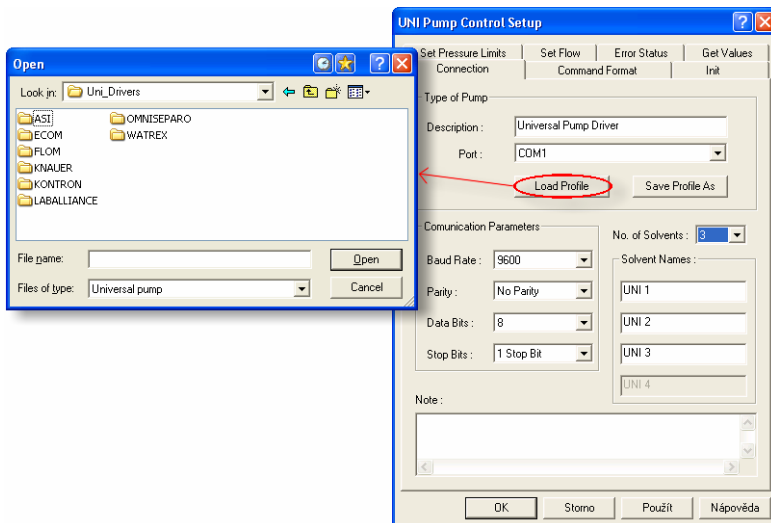 Open
Look in:
Uni_Drivers
ASI
ECOM
FLOM
KNAUER
KONTRON
LABALLIANCE
OMNISEPARO
WATREX
File name:
Open
Files of type:
Universal pump
Cancel
UNI Pump Control Setup
Set Pressure Limits
Set Flow
Error Status
Get Values
Connection
Command Format
Init
Type of Pump
Description :
Universal Pump Driver
Port :
COM1
Load Profile
Save Profile As
Comunication Parameters
Baud Rate :
9600
Parity :
No Parity
Data Bits :
8
Stop Bits :
1 Stop Bit
No. of Solvents :
3
Solvent Names :
UNI 1
UNI 2
UNI 3
UNI 4
Note :
OK
Storno
Použít
Nápověda